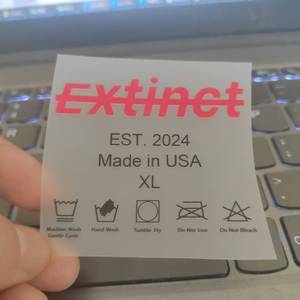 Extinct
EST. 2024
Made in USA
XL
Machine Wash Gentle Cycle
Hand Wash
Tumble Dry
Do Not Iron
Do Not Bleach